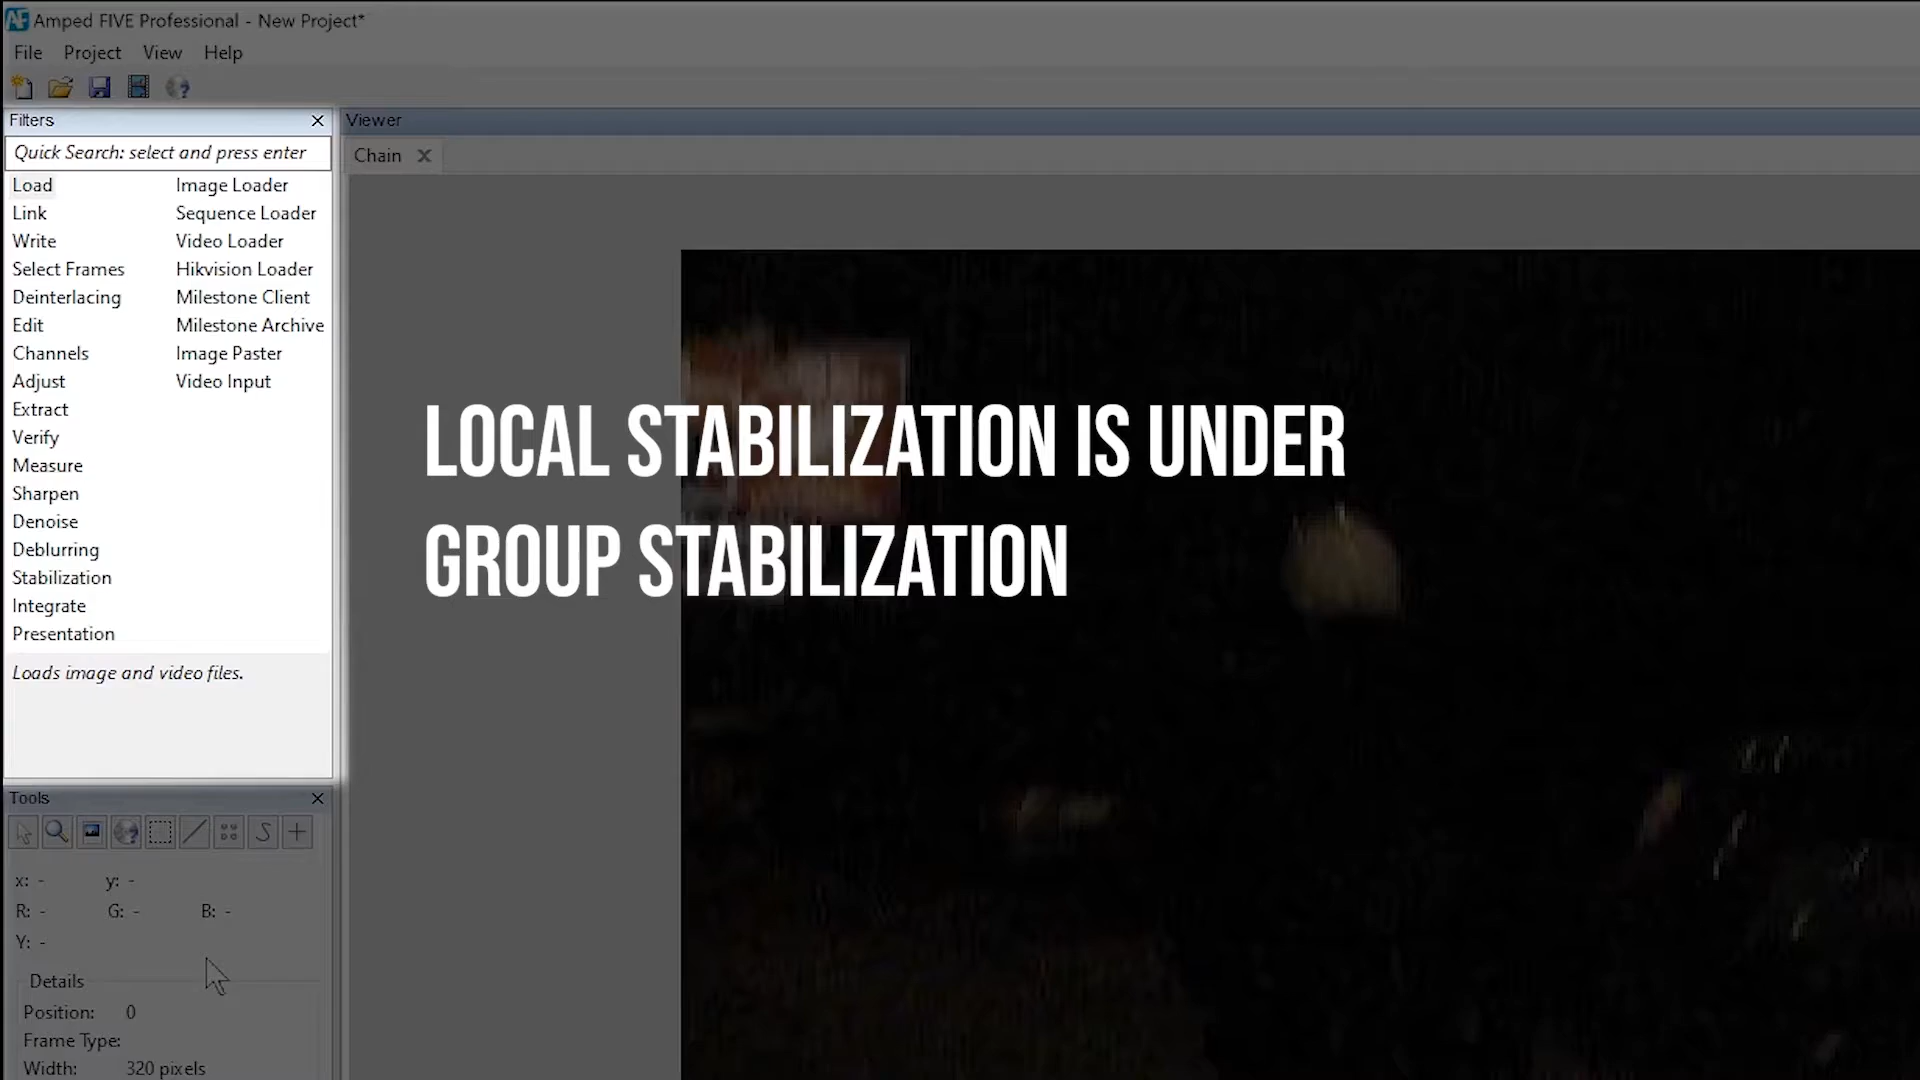 Amped FIVE Professional - New Project*
File Project View Help
Filters
Quick Search: select and press enter
Load Image Loader
Link Sequence Loader
Write Video Loader
Select Frames Hikvision Loader
Deinterlacing Milestone Client
Edit Milestone Archive
Channels Image Paster
Adjust Video Input
Extract
Verify
Measure
Sharpen
Denoise
Deblurring
Stabilization
Integrate
Presentation
Loads image and video files.
Viewer
Chain
LOCAL STABILIZATION IS UNDER
GROUP STABILIZATION
Tools
x: - y: -
R: - G: - B: -
Y: -
Details
Position: 0
Frame Type:
Width: 320 pixels